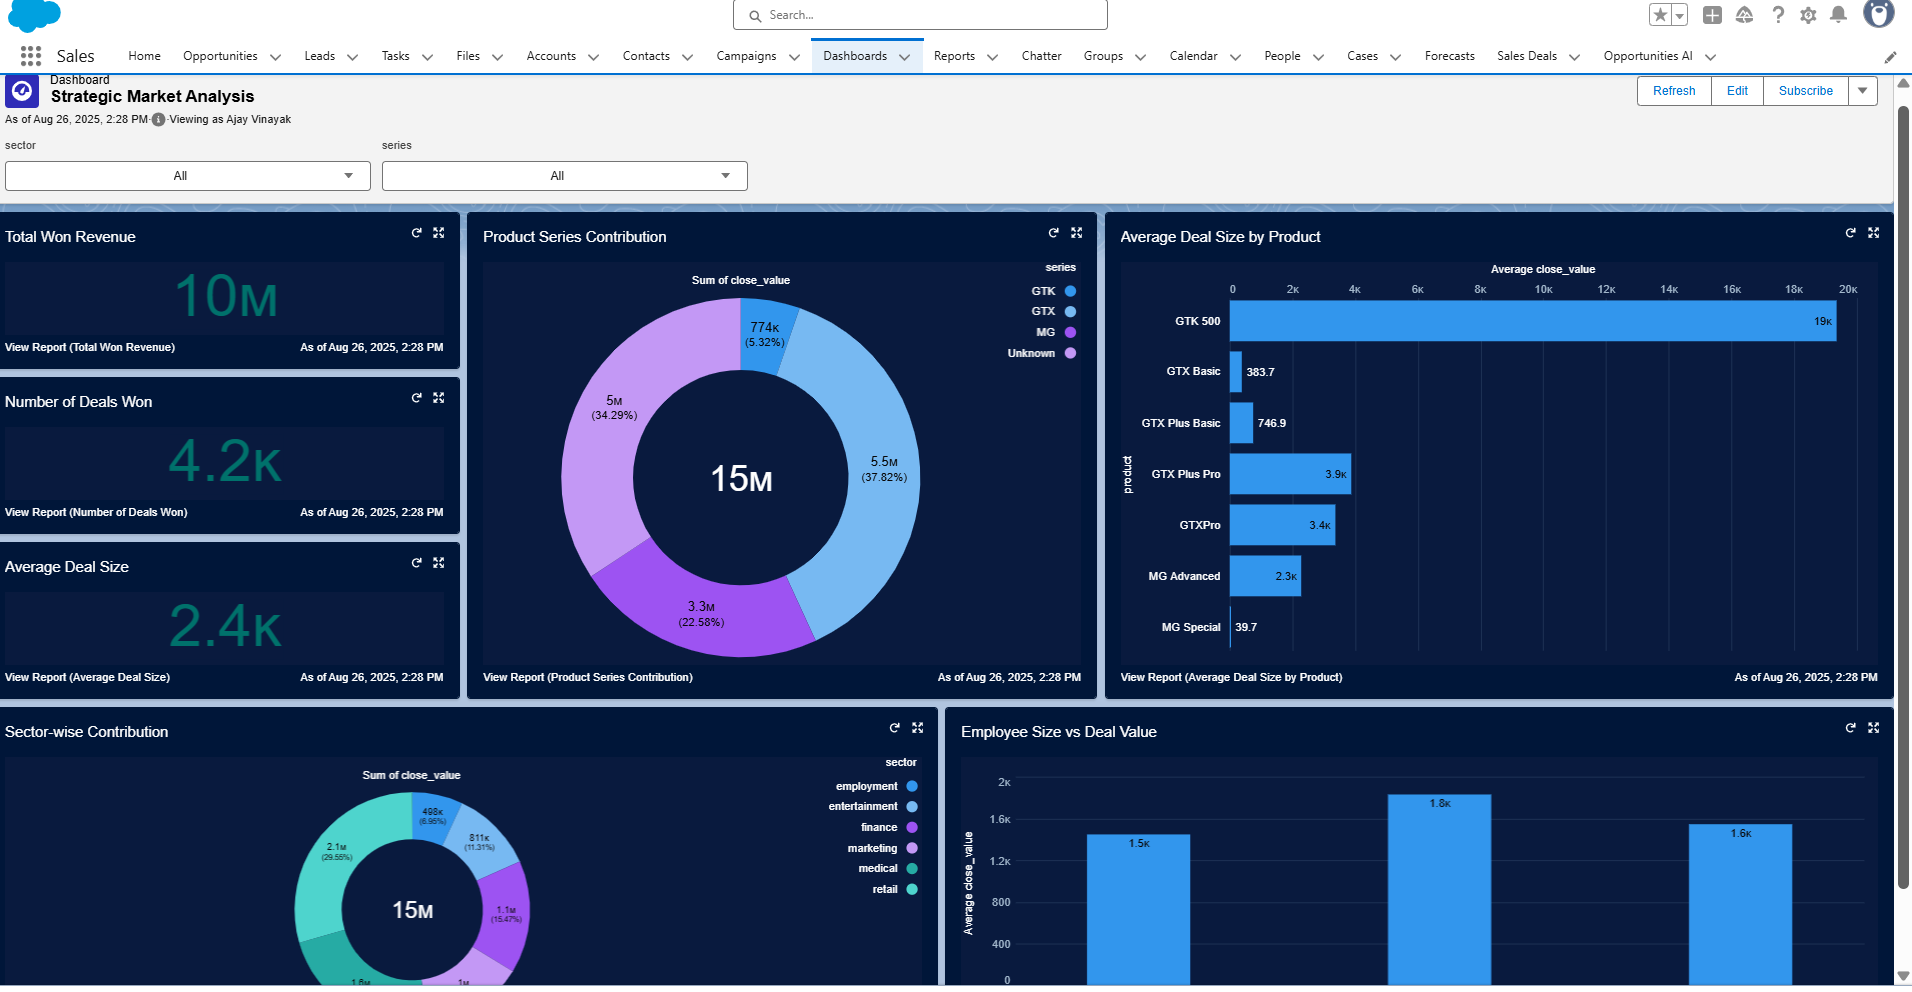 Search...
Sales
Home
Opportunities
Leads
Tasks
Files
Accounts
Contacts
Campaigns
Dashboards
Reports
Chatter
Groups
Calendar
People
Cases
Forecasts
Sales Deals
Opportunities AI
Dashboard
Strategic Market Analysis
As of Aug 26, 2025, 2:28 PM Viewing as Ajay Vinayak
Refresh
Edit
Subscribe
sector
All
series
All
Total Won Revenue
10M
View Report (Total Won Revenue)
As of Aug 26, 2025, 2:28 PM
Number of Deals Won
4.2K
View Report (Number of Deals Won)
As of Aug 26, 2025, 2:28 PM
Average Deal Size
2.4K
View Report (Average Deal Size)
As of Aug 26, 2025, 2:28 PM
Product Series Contribution
Sum of close_value
series
GTK
GTX
MG
Unknown
774K
(5.32%)
5M
(34.29%)
5.5M
(37.82%)
15M
3.3M
(22.58%)
View Report (Product Series Contribution)
As of Aug 26, 2025, 2:28 PM
Average Deal Size by Product
Average close_value
0 2K 4K 6K 8K 10K 12K 14K 16K 18K 20K
product
GTK 500 19K
GTX Basic 383.7
GTX Plus Basic 746.9
GTX Plus Pro 3.9K
GTXPro 3.4K
MG Advanced 2.3K
MG Special 39.7
View Report (Average Deal Size by Product)
As of Aug 26, 2025, 2:28 PM
Sector-wise Contribution
Sum of close_value
sector
employment
entertainment
finance
marketing
medical
retail
498K
(6.95%)
811K
(11.31%)
2.1M
(29.55%)
15M
1.1M
(15.47%)
1.6M
1M
Employee Size vs Deal Value
Average close_value
2K
1.6K
1.2K
800
400
0
1.5K
1.8K
1.6K